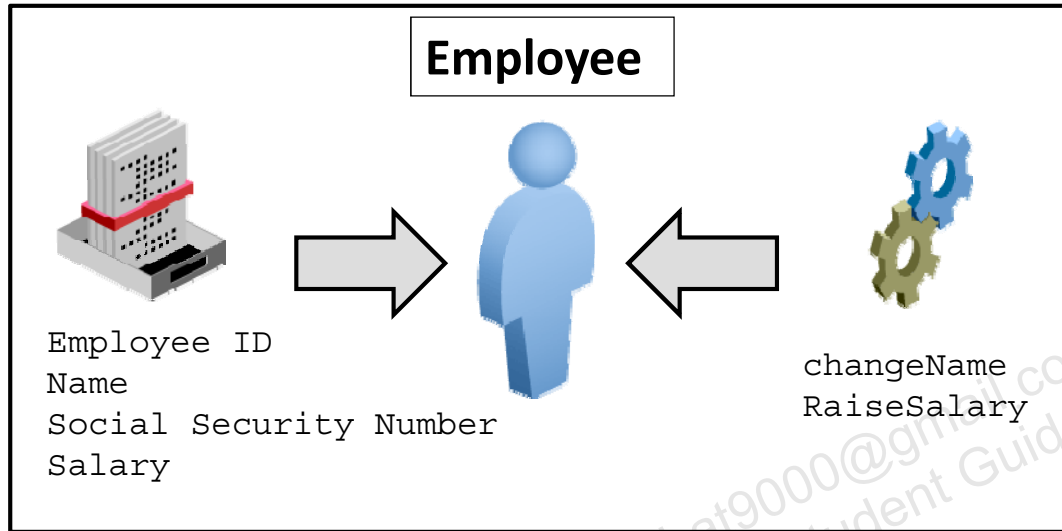 Employee
Employee ID
Name
Social Security Number
Salary
changeName
RaiseSalary